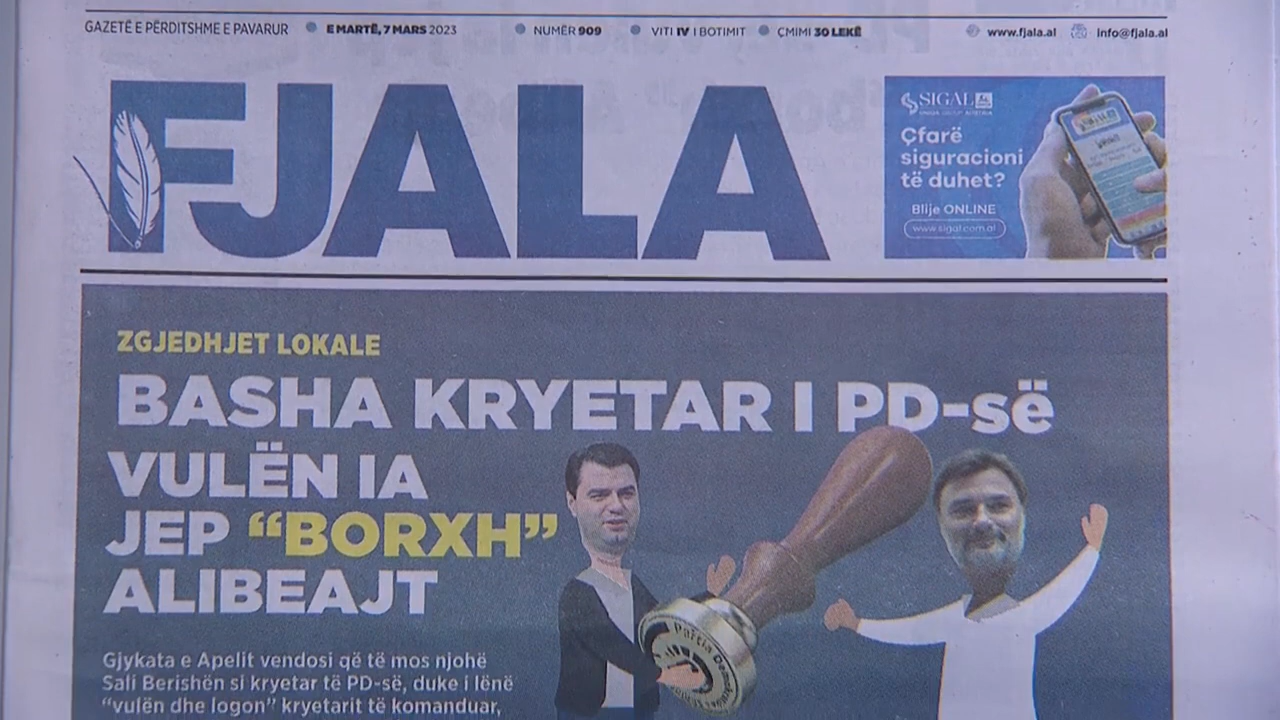 GAZETË E PËRDITSHME E PAVARUR E MARTË, 7 MARS 2023 NUMËR 909 VITI IV I BOTIMIT ÇMIMI 30 LEKË www.fjala.al info@fjala.al
FJALA
SIGAL
Çfarë
siguracioni
të duhet?
Blije ONLINE
www.sigal.com.al
ZGJEDHJET LOKALE
BASHA KRYETAR I PD-së
VULËN IA
JEP “BORXH”
ALIBEAJT
Partia Demokra
Gjykata e Apelit vendosi që të mos njohë
Sali Berishën si kryetar të PD-së, duke i lënë
“vulën dhe logon” kryetarit të komanduar,